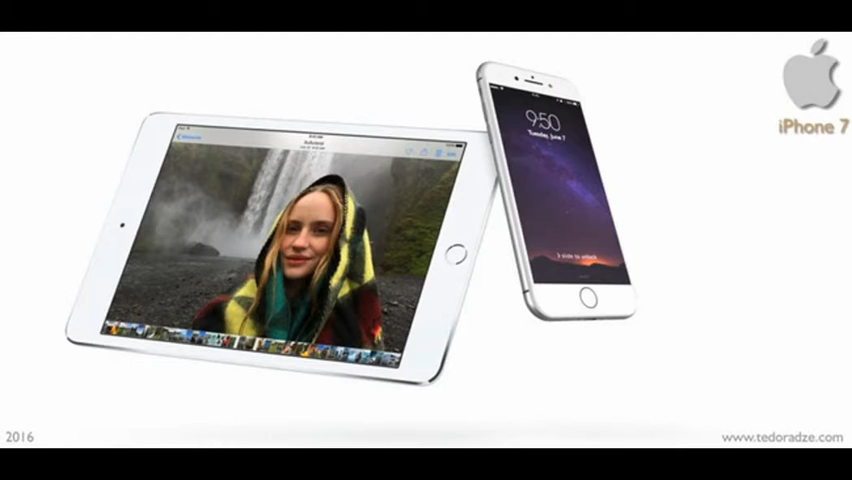 iPhone 7
9:50
Tuesday, June 7
> slide to unlock
2016
www.tedoradze.com